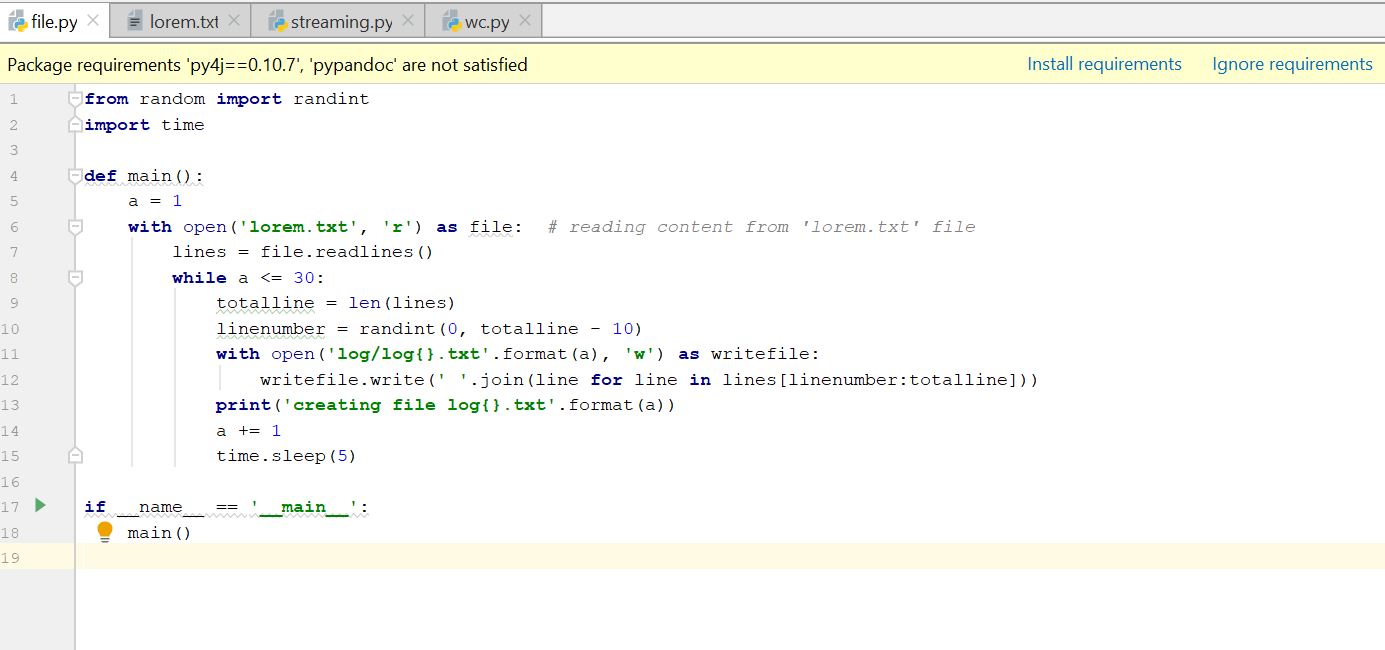 file.py lorem.txt streaming.py wc.py
Package requirements 'py4j==0.10.7', 'pypandoc' are not satisfied Install requirements Ignore requirements
1 from random import randint
2 import time
3
4 def main():
5     a = 1
6     with open('lorem.txt', 'r') as file:  # reading content from 'lorem.txt' file
7         lines = file.readlines()
8         while a <= 30:
9             totalline = len(lines)
10             linenumber = randint(0, totalline - 10)
11             with open('log/log{}.txt'.format(a), 'w') as writefile:
12                 writefile.write(' '.join(line for line in lines[linenumber:totalline]))
13             print('creating file log{}.txt'.format(a))
14             a += 1
15             time.sleep(5)
16
17 if __name__ == '__main__':
18     main()
19